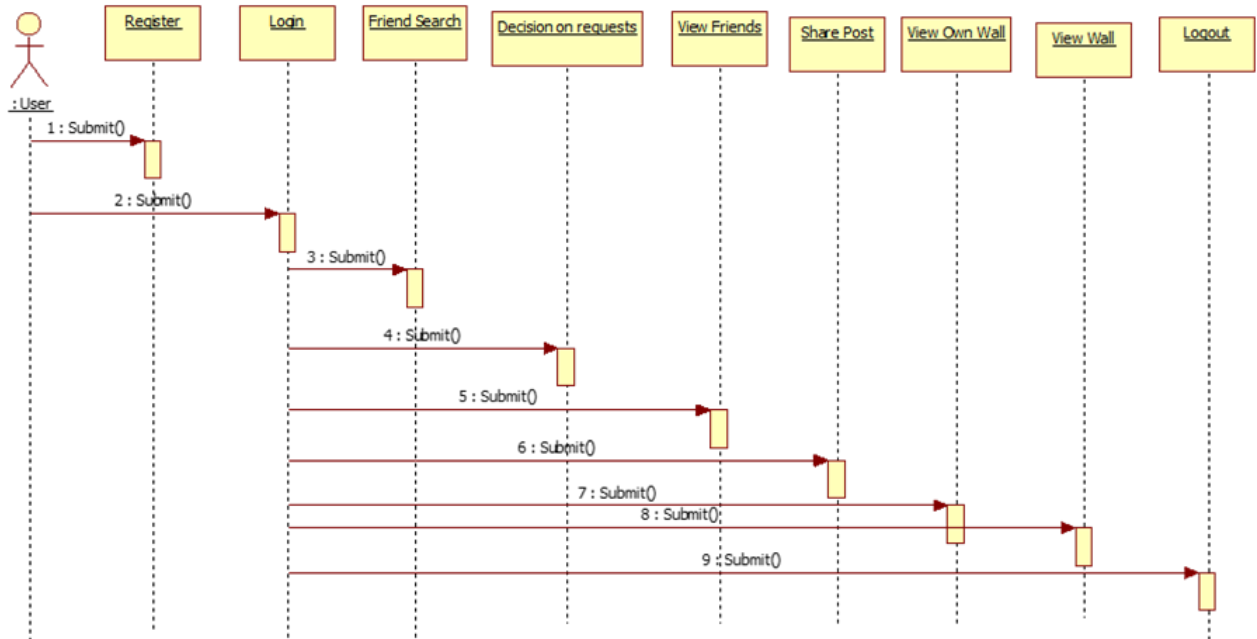 Register
Login
Friend Search
Decision on requests
View Friends
Share Post
View Own Wall
View Wall
Logout
: User
1 : Submit()
2 : Submit()
3 : Submit()
4 : Submit()
5 : Submit()
6 : Submit()
7 : Submit()
8 : Submit()
9 : Submit()